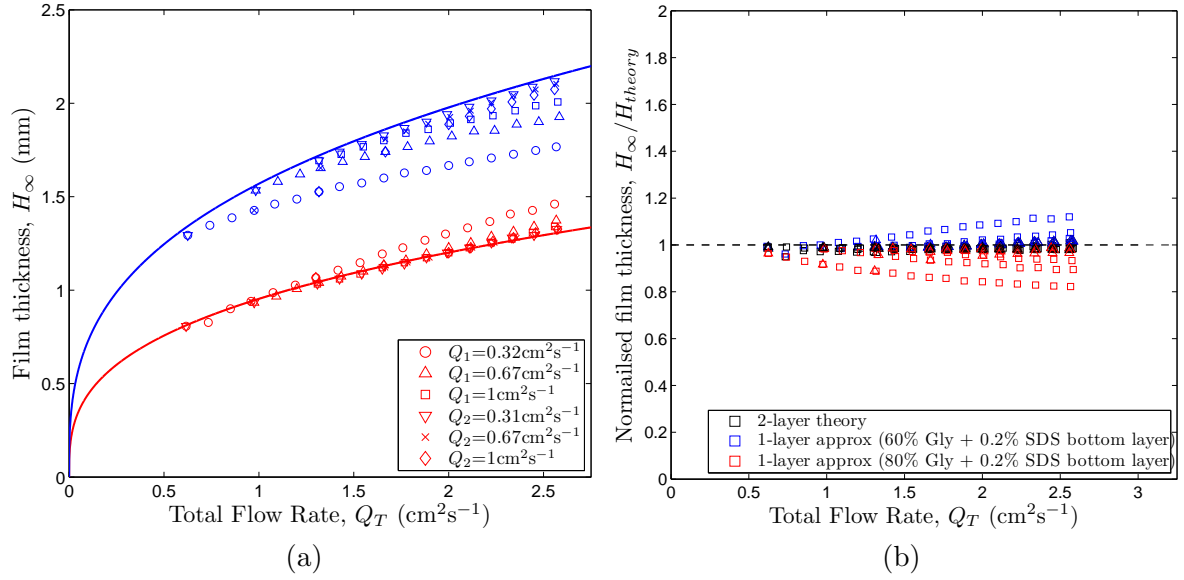 2.5
2
1.5
1
0.5
0
0 0.5 1 1.5 2 2.5
Film thickness, H∞ (mm)
Total Flow Rate, Q_T (cm²s⁻¹)
Q₁=0.32cm²s⁻¹
Q₁=0.67cm²s⁻¹
Q₁=1cm²s⁻¹
Q₂=0.31cm²s⁻¹
Q₂=0.67cm²s⁻¹
Q₂=1cm²s⁻¹
(a)
2
1.8
1.6
1.4
1.2
1
0.8
0.6
0.4
0.2
0
0 0.5 1 1.5 2 2.5 3
Normailsed film thickness, H∞/H_theory
Total Flow Rate, Q_T (cm²s⁻¹)
2-layer theory
1-layer approx (60% Gly + 0.2% SDS bottom layer)
1-layer approx (80% Gly + 0.2% SDS bottom layer)
(b)